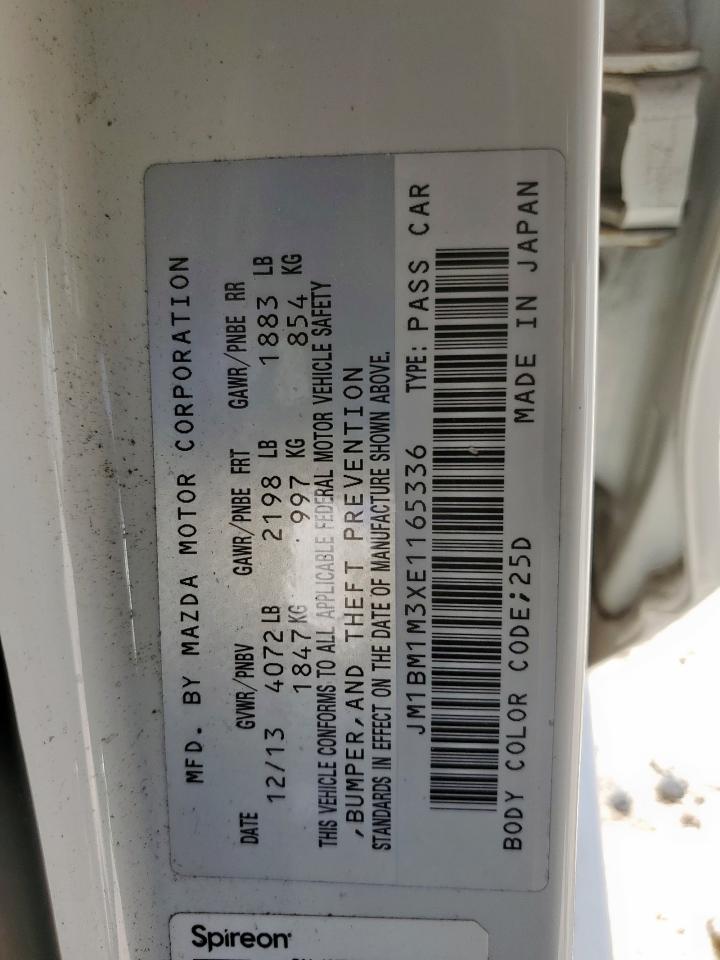 MFD. BY MAZDA MOTOR CORPORATION
DATE GVWR/PNBV GAWR/PNBE FRT GAWR/PNBE RR
12/13 4072 LB 2198 LB 1883 LB
1847 KG 997 KG 854 KG
THIS VEHICLE CONFORMS TO ALL APPLICABLE FEDERAL MOTOR VEHICLE SAFETY
,BUMPER,AND THEFT PREVENTION
STANDARDS IN EFFECT ON THE DATE OF MANUFACTURE SHOWN ABOVE.
JM1BM1M3XE1165336 TYPE: PASS CAR
BODY COLOR CODE;25D MADE IN JAPAN
Spireon